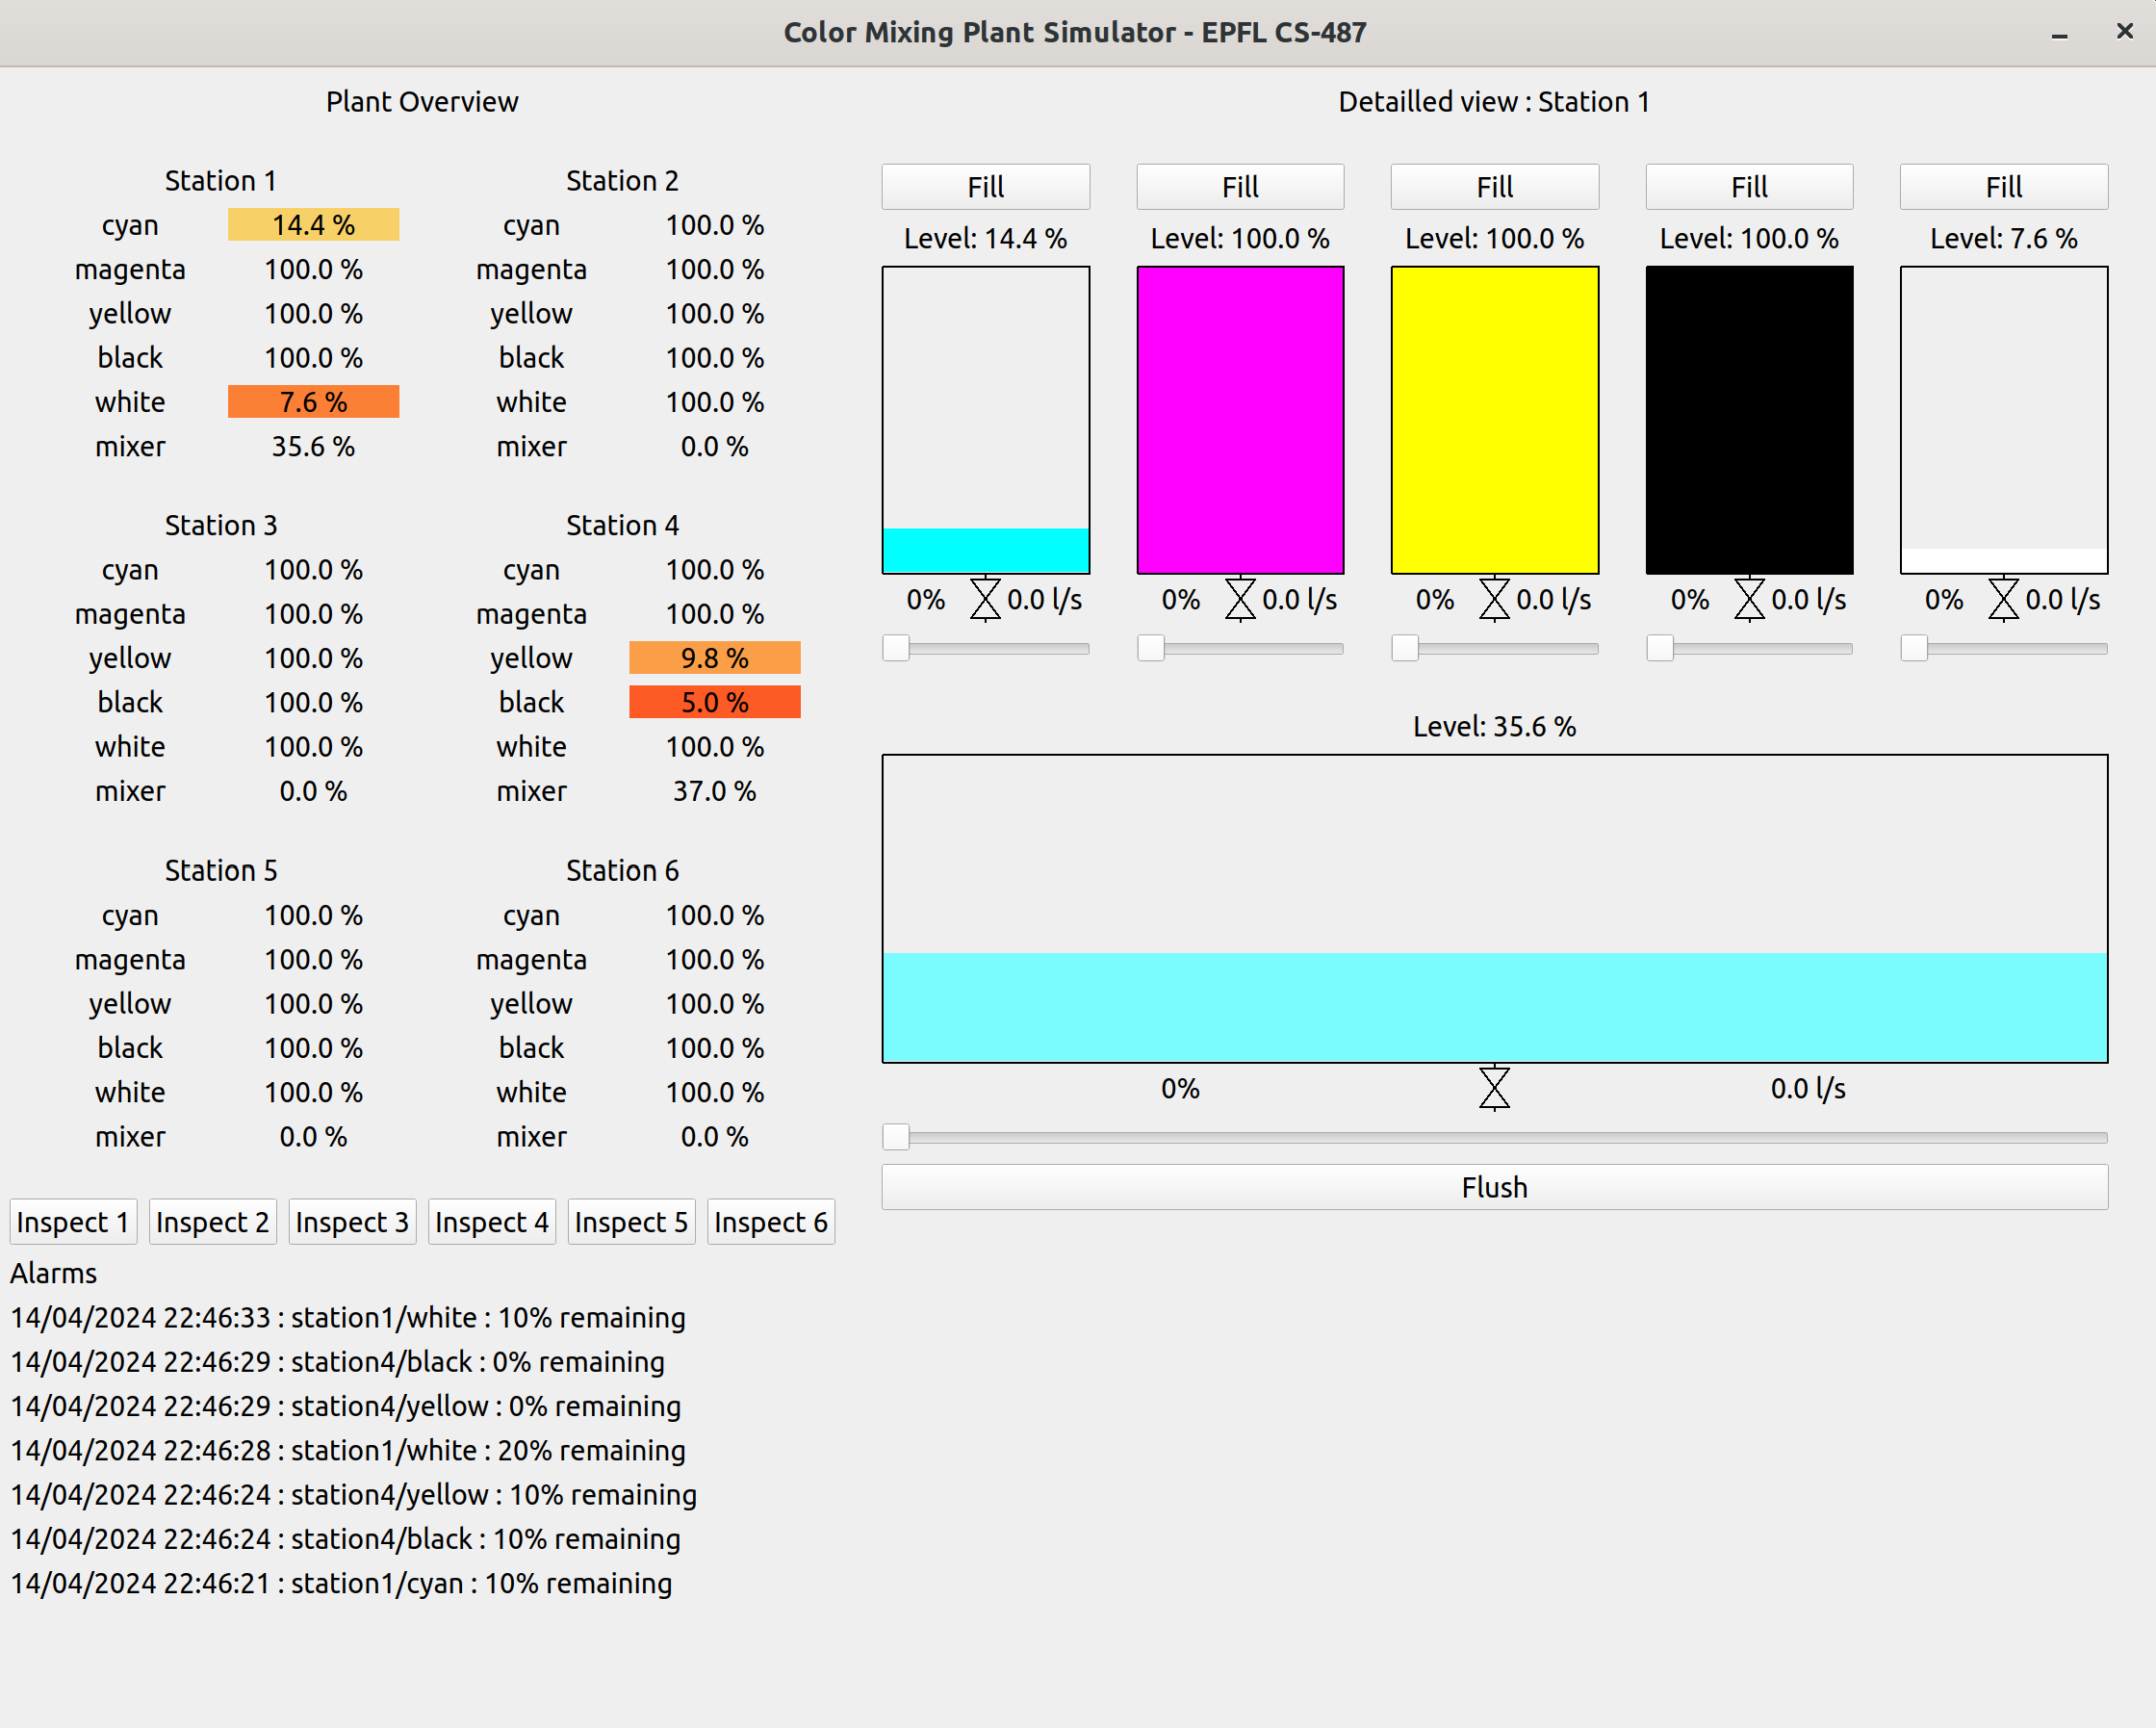 Color Mixing Plant Simulator - EPFL CS-487
Plant Overview
Station 1
cyan 14.4 %
magenta 100.0 %
yellow 100.0 %
black 100.0 %
white 7.6 %
mixer 35.6 %
Station 2
cyan 100.0 %
magenta 100.0 %
yellow 100.0 %
black 100.0 %
white 100.0 %
mixer 0.0 %
Station 3
cyan 100.0 %
magenta 100.0 %
yellow 100.0 %
black 100.0 %
white 100.0 %
mixer 0.0 %
Station 4
cyan 100.0 %
magenta 100.0 %
yellow 9.8 %
black 5.0 %
white 100.0 %
mixer 37.0 %
Station 5
cyan 100.0 %
magenta 100.0 %
yellow 100.0 %
black 100.0 %
white 100.0 %
mixer 0.0 %
Station 6
cyan 100.0 %
magenta 100.0 %
yellow 100.0 %
black 100.0 %
white 100.0 %
mixer 0.0 %
Inspect 1 Inspect 2 Inspect 3 Inspect 4 Inspect 5 Inspect 6
Alarms
14/04/2024 22:46:33 : station1/white : 10% remaining
14/04/2024 22:46:29 : station4/black : 0% remaining
14/04/2024 22:46:29 : station4/yellow : 0% remaining
14/04/2024 22:46:28 : station1/white : 20% remaining
14/04/2024 22:46:24 : station4/yellow : 10% remaining
14/04/2024 22:46:24 : station4/black : 10% remaining
14/04/2024 22:46:21 : station1/cyan : 10% remaining
Detailled view : Station 1
Fill Fill Fill Fill Fill
Level: 14.4 % Level: 100.0 % Level: 100.0 % Level: 100.0 % Level: 7.6 %
0% 0.0 l/s 0% 0.0 l/s 0% 0.0 l/s 0% 0.0 l/s 0% 0.0 l/s
Level: 35.6 %
0% 0.0 l/s
Flush